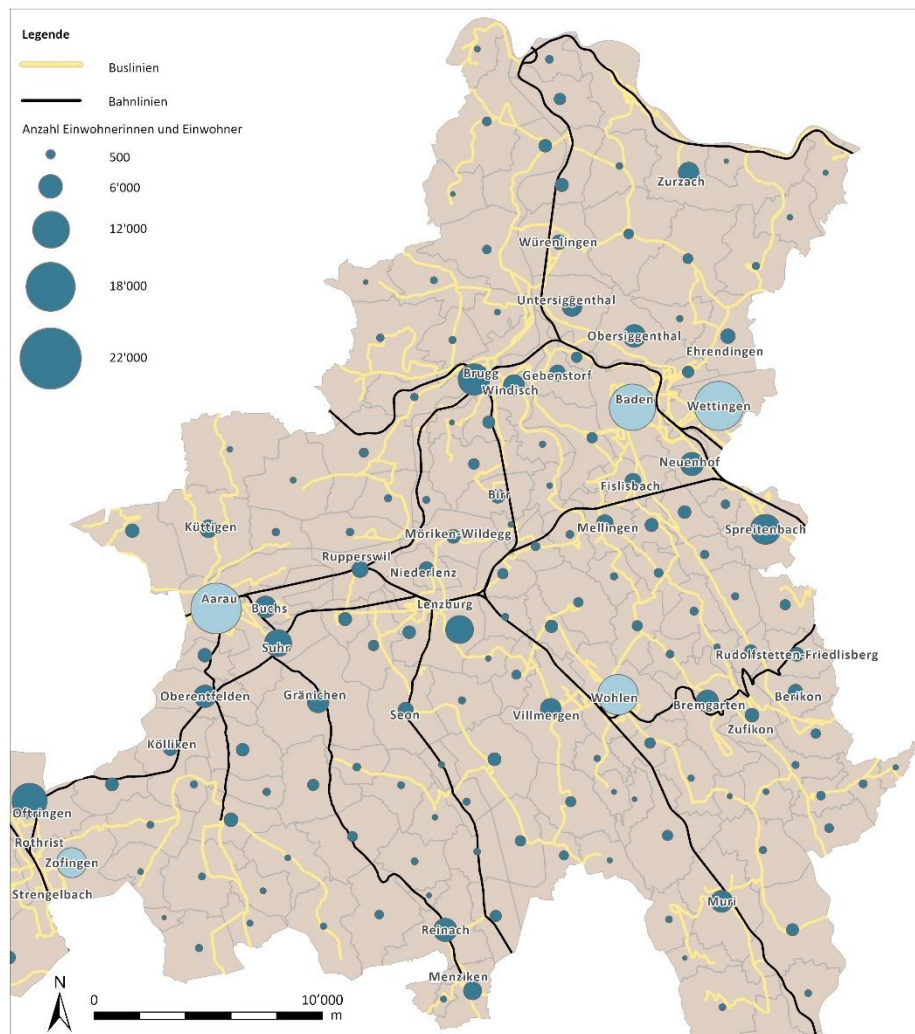 Legende
Buslinien
Bahnlinien
Anzahl Einwohnerinnen und Einwohner
500
6'000
12'000
18'000
22'000
Zurzach
Würenlingen
Untersiggenthal
Obersiggenthal
Ehrendingen
Brugg
Gebenstorf
Windisch
Baden
Wettingen
Neuenhof
Fislisbach
Birr
Küttigen
Möriken-Wildegg
Mellingen
Spreitenbach
Rupperswil
Niederlenz
Aarau
Buchs
Lenzburg
Suhr
Rudolfstetten-Friedlisberg
Oberentfelden
Gränichen
Seon
Villmergen
Wohlen
Bremgarten
Berikon
Zufikon
Kölliken
Oftringen
Rothrist
Zofingen
Strengelbach
Muri
Reinach
Menziken
N
0
10'000
m